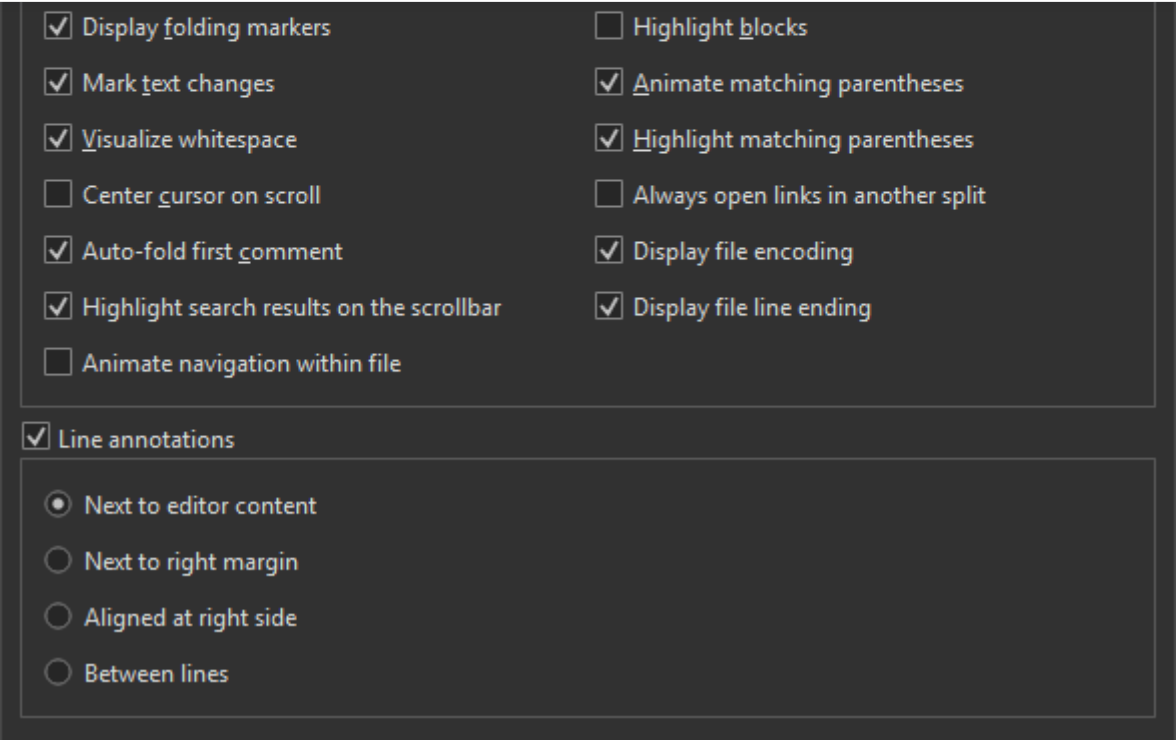 Display folding markers
Highlight blocks
Mark text changes
Animate matching parentheses
Visualize whitespace
Highlight matching parentheses
Center cursor on scroll
Always open links in another split
Auto-fold first comment
Display file encoding
Highlight search results on the scrollbar
Display file line ending
Animate navigation within file
Line annotations
Next to editor content
Next to right margin
Aligned at right side
Between lines